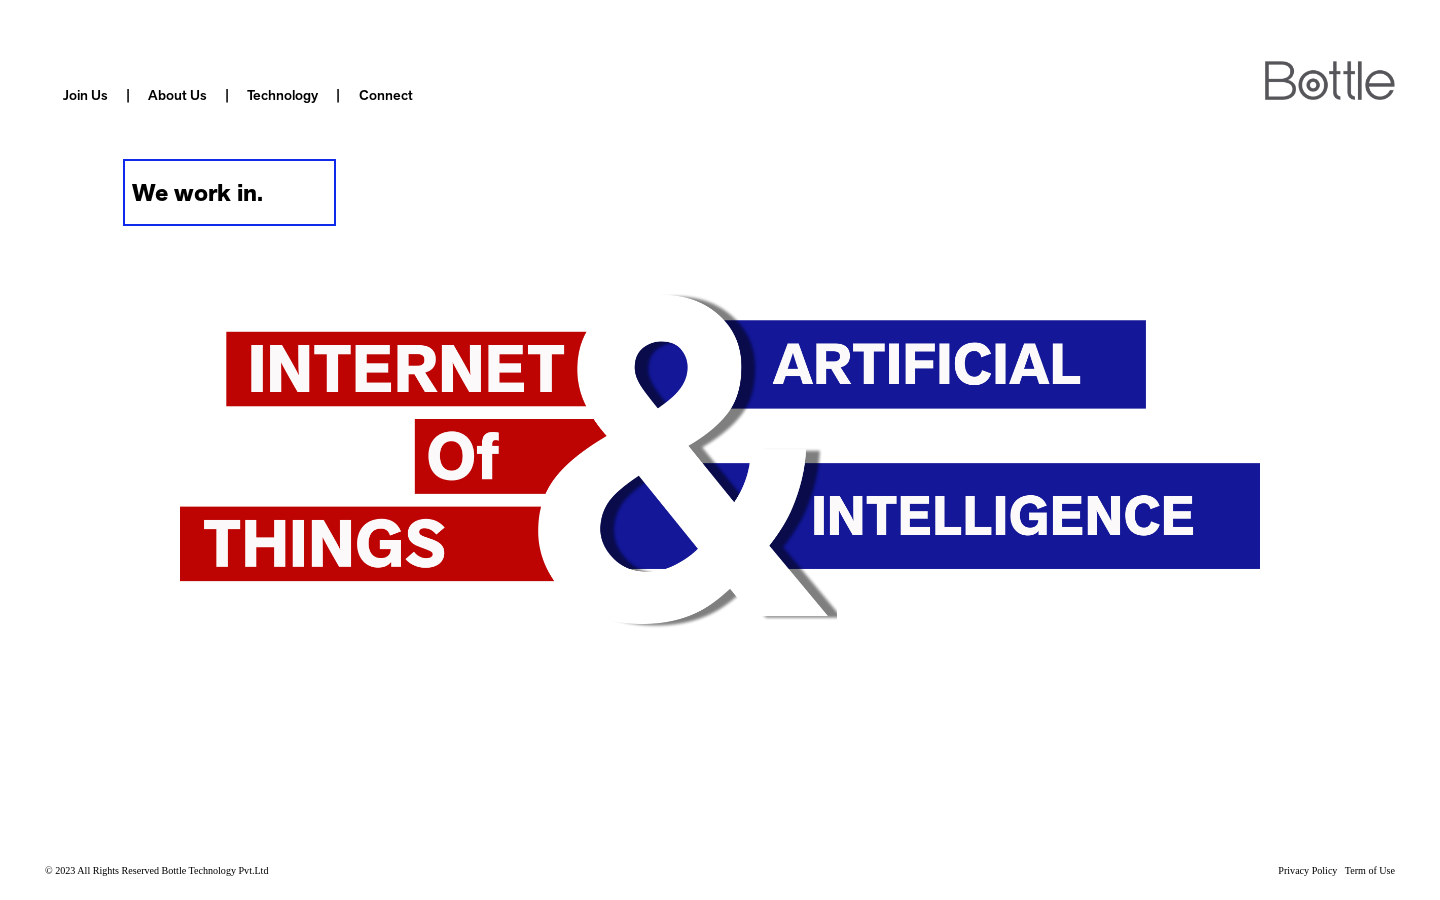 Bottle
Join Us | About Us | Technology | Connect
We work in.
INTERNET
Of
THINGS
&
ARTIFICIAL
INTELLIGENCE
© 2023 All Rights Reserved Bottle Technology Pvt.Ltd
Privacy Policy Term of Use